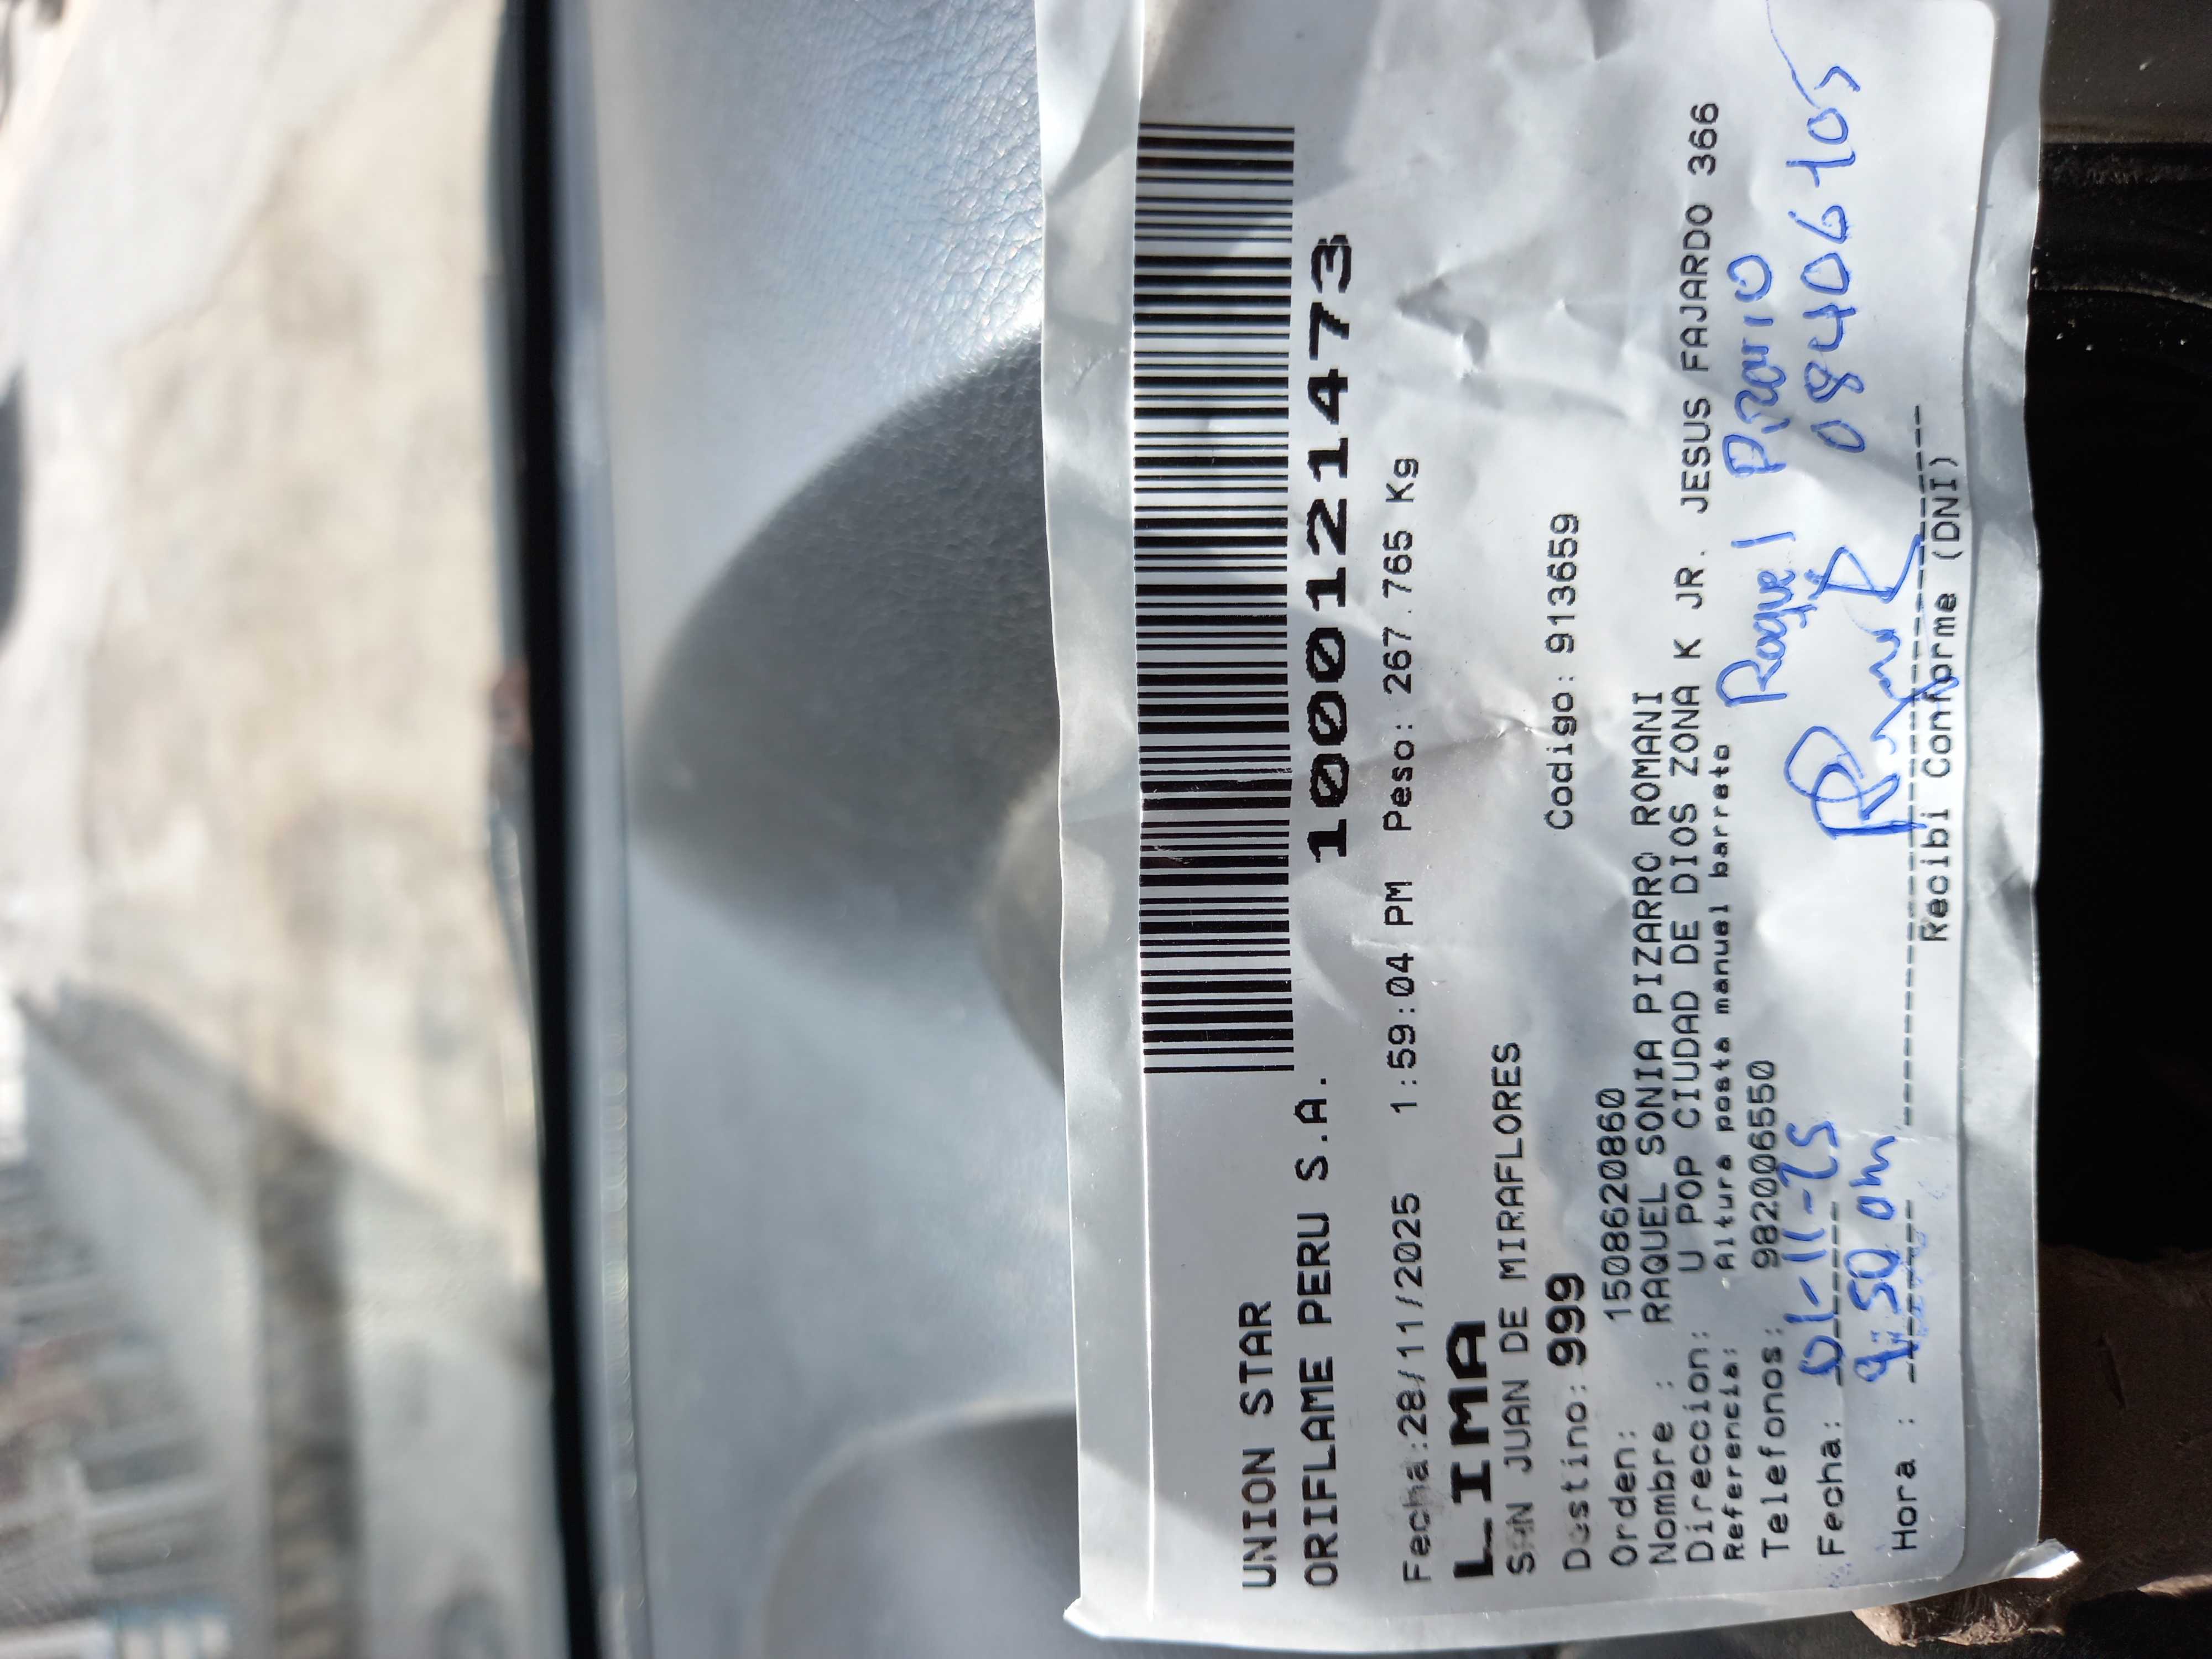 UNION STAR
ORIFLAME PERU S.A. 10001214473
Fecha:28/11/2025 1:59:04 PM Peso: 267.765 Kg
LIMA
SAN JUAN DE MIRAFLORES
Destino: 999 Codigo: 913659
Orden: 1508620860
Nombre : RAQUEL SONIA PIZARRO ROMANI
Direccion: U POP CIUDAD DE DIOS ZONA K JR. JESUS FAJARDO 366
Referencia: Altura posta manuel barreto
Telefonos: 982006550
Raquel Pizarro
Fecha: 01-11-25
08406105
Hora : 9:50 am
Recibi Conforme (DNI)